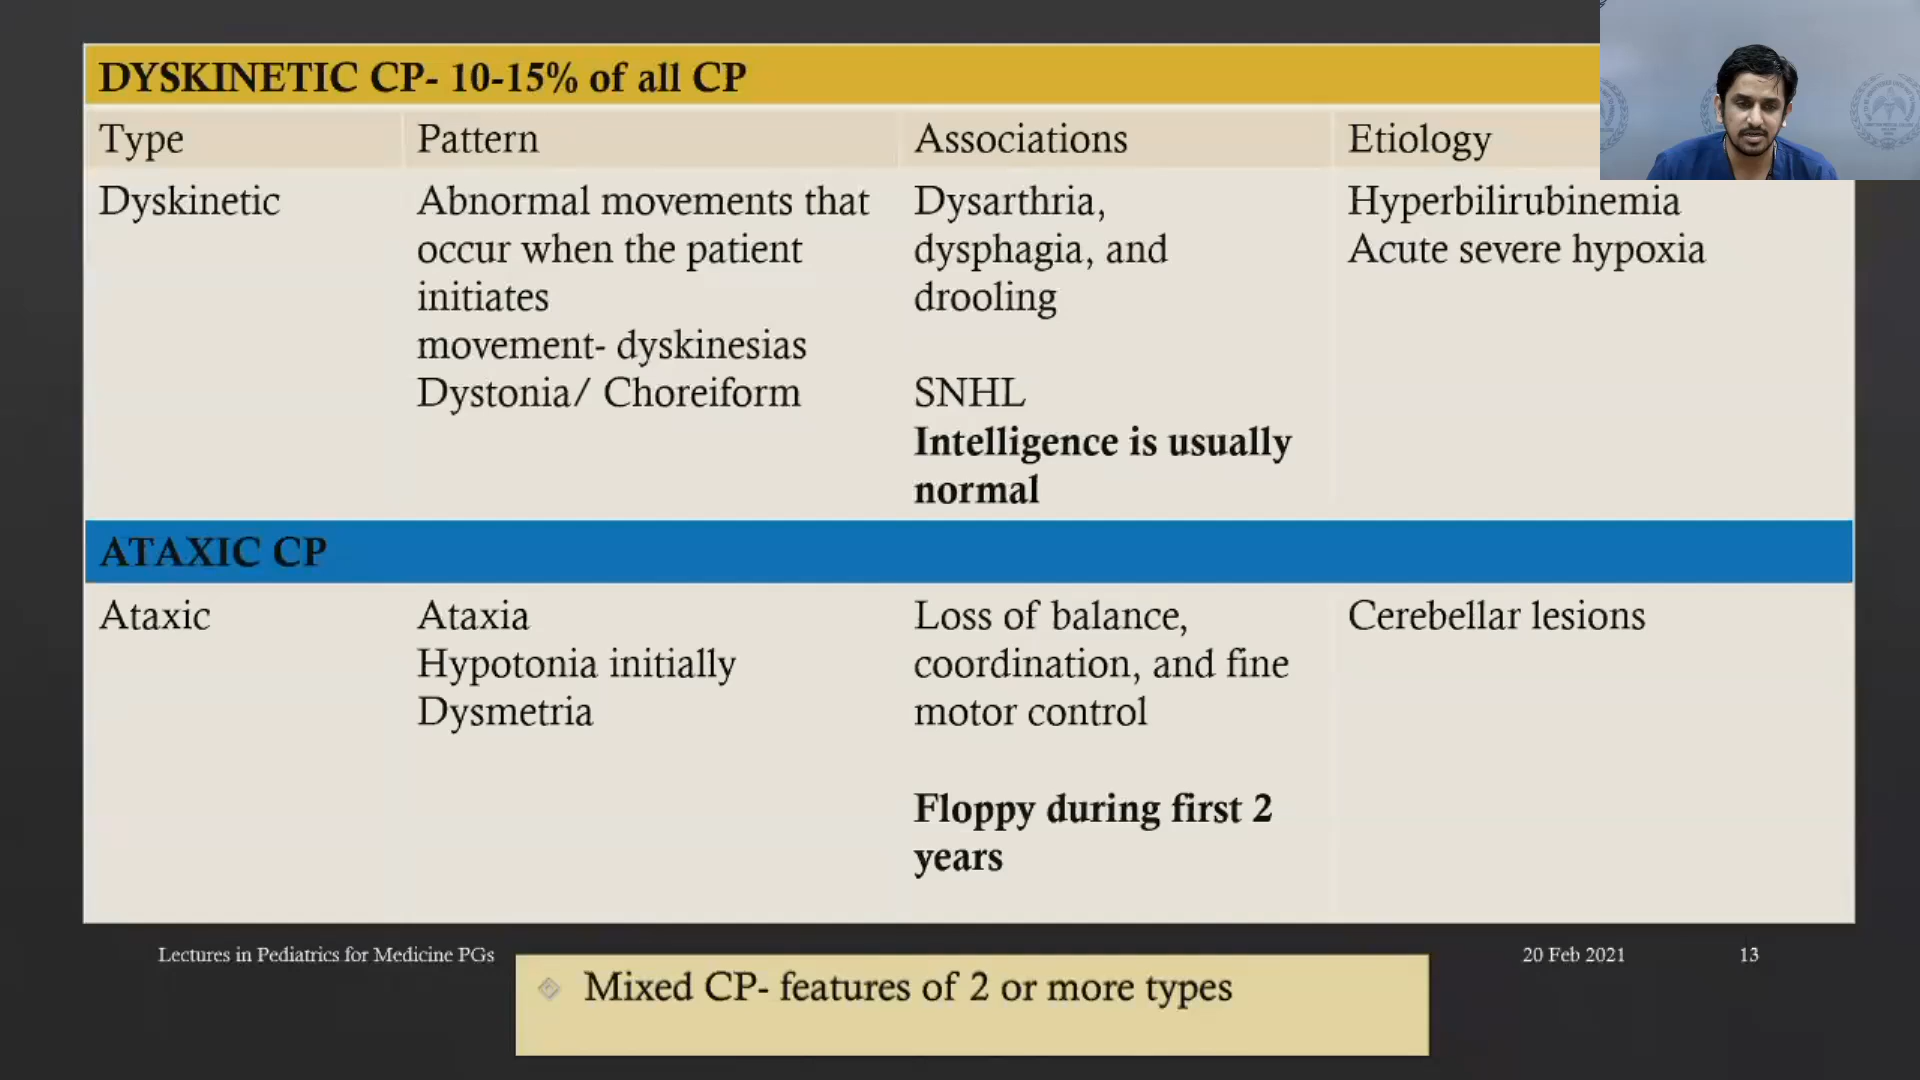 DYSKINETIC CP- 10-15% of all CP
Type
Pattern
Associations
Etiology
Dyskinetic
Abnormal movements that
occur when the patient
initiates
movement- dyskinesias
Dystonia/ Choreiform
Dysarthria,
dysphagia, and
drooling
SNHL
Intelligence is usually
normal
Hyperbilirubinemia
Acute severe hypoxia
ATAXIC CP
Ataxic
Ataxia
Hypotonia initially
Dysmetria
Loss of balance,
coordination, and fine
motor control
Floppy during first 2
years
Cerebellar lesions
Lectures in Pediatrics for Medicine PGs
20 Feb 2021
13
Mixed CP- features of 2 or more types